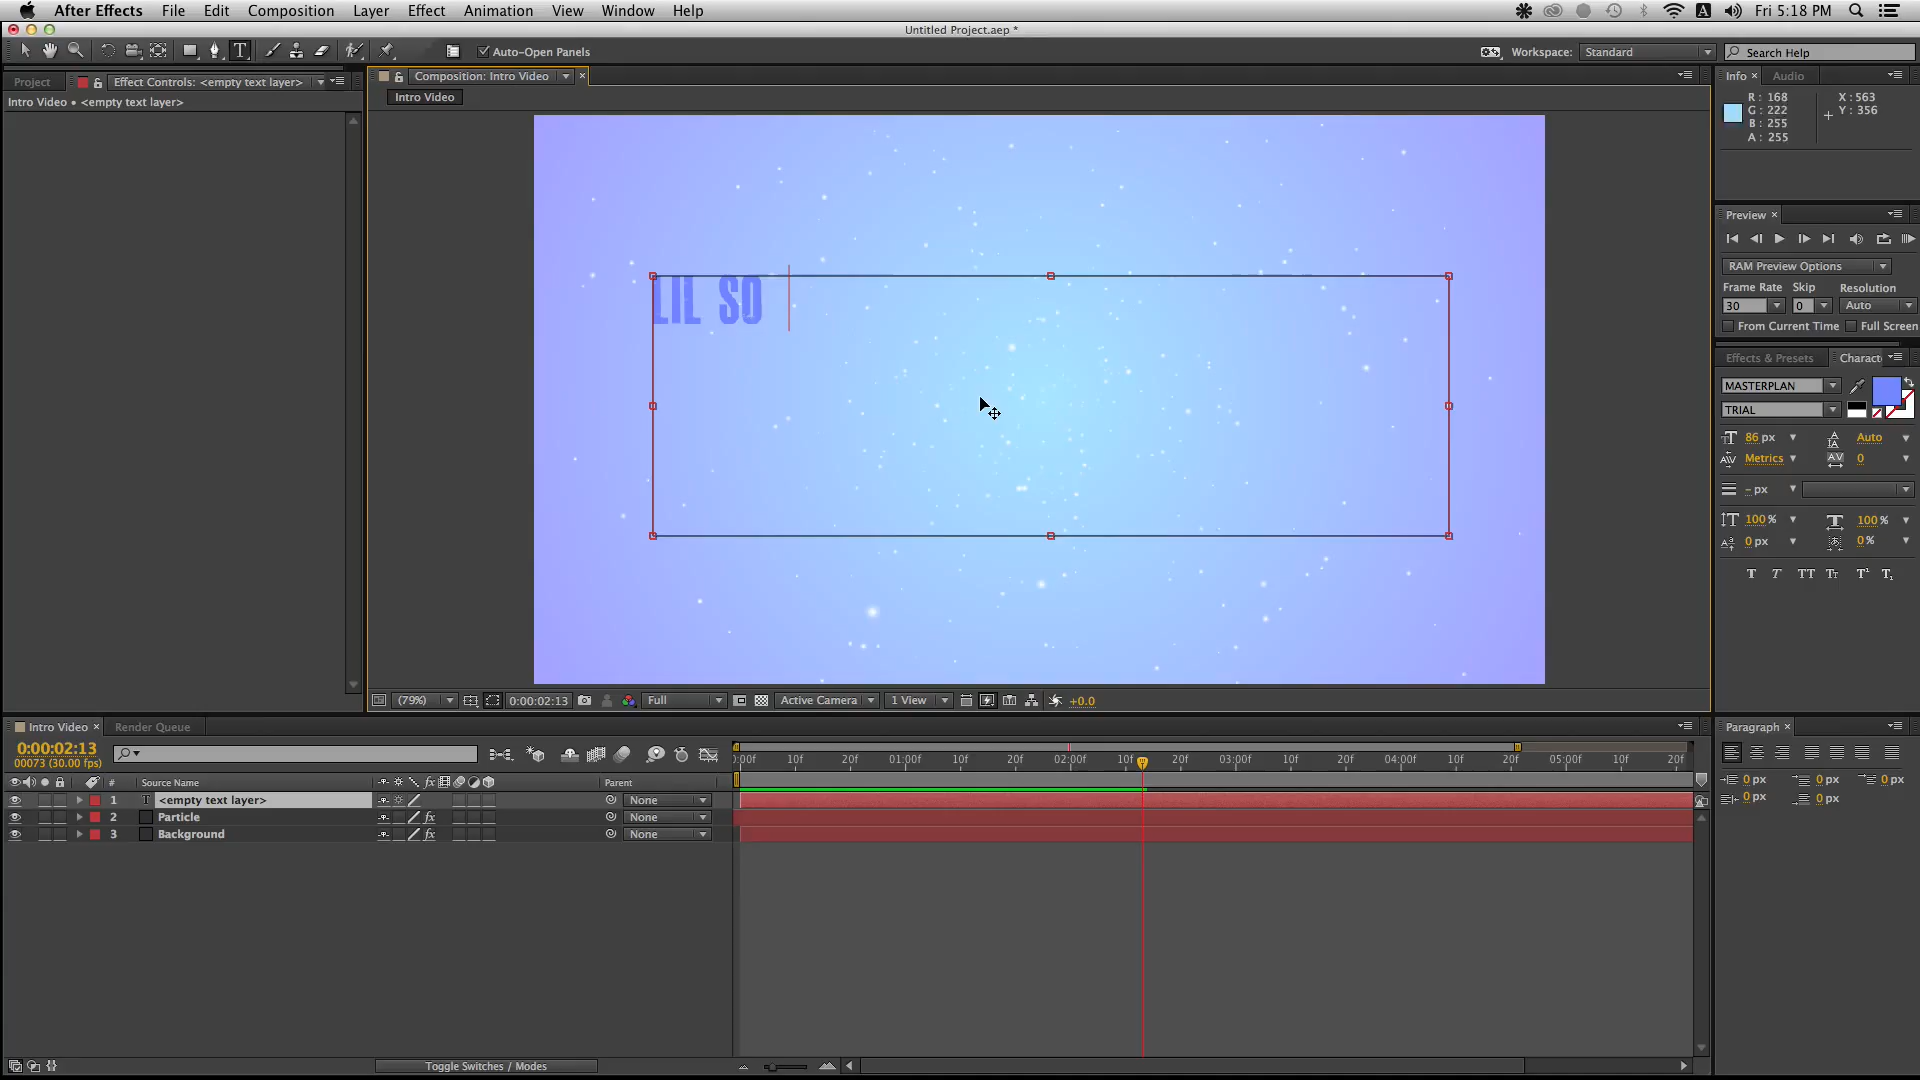 After Effects File Edit Composition Layer Effect Animation View Window Help Fri 5:18 PM
Untitled Project.aep *
Auto-Open Panels Workspace: Standard Search Help
Project Effect Controls: <empty text layer> Composition: Intro Video Info Audio
Intro Video • <empty text layer> Intro Video
R: 168 X: 563
G: 222 Y: 356
B: 255
A: 255
Preview
RAM Preview Options
Frame Rate Skip Resolution
30 0 Auto
From Current Time Full Screen
Effects & Presets Charact
MASTERPLAN
TRIAL
86 px Auto
Metrics 0
- px
100 % 100 %
0 px 0 %
T T TT Tt T¹ T₁
LIL SO
(79%) 0:00:02:13 Full Active Camera 1 View +0.0
Intro Video Render Queue
0:00:02:13
00073 (30.00 fps)
:00f 10f 20f 01:00f 10f 20f 02:00f 10f 20f 03:00f 10f 20f 04:00f 10f 20f 05:00f 10f 20f
# Source Name Parent
1 T <empty text layer> None
2 Particle fx None
3 Background fx None
Toggle Switches / Modes
Paragraph
0 px 0 px 0 px
0 px 0 px